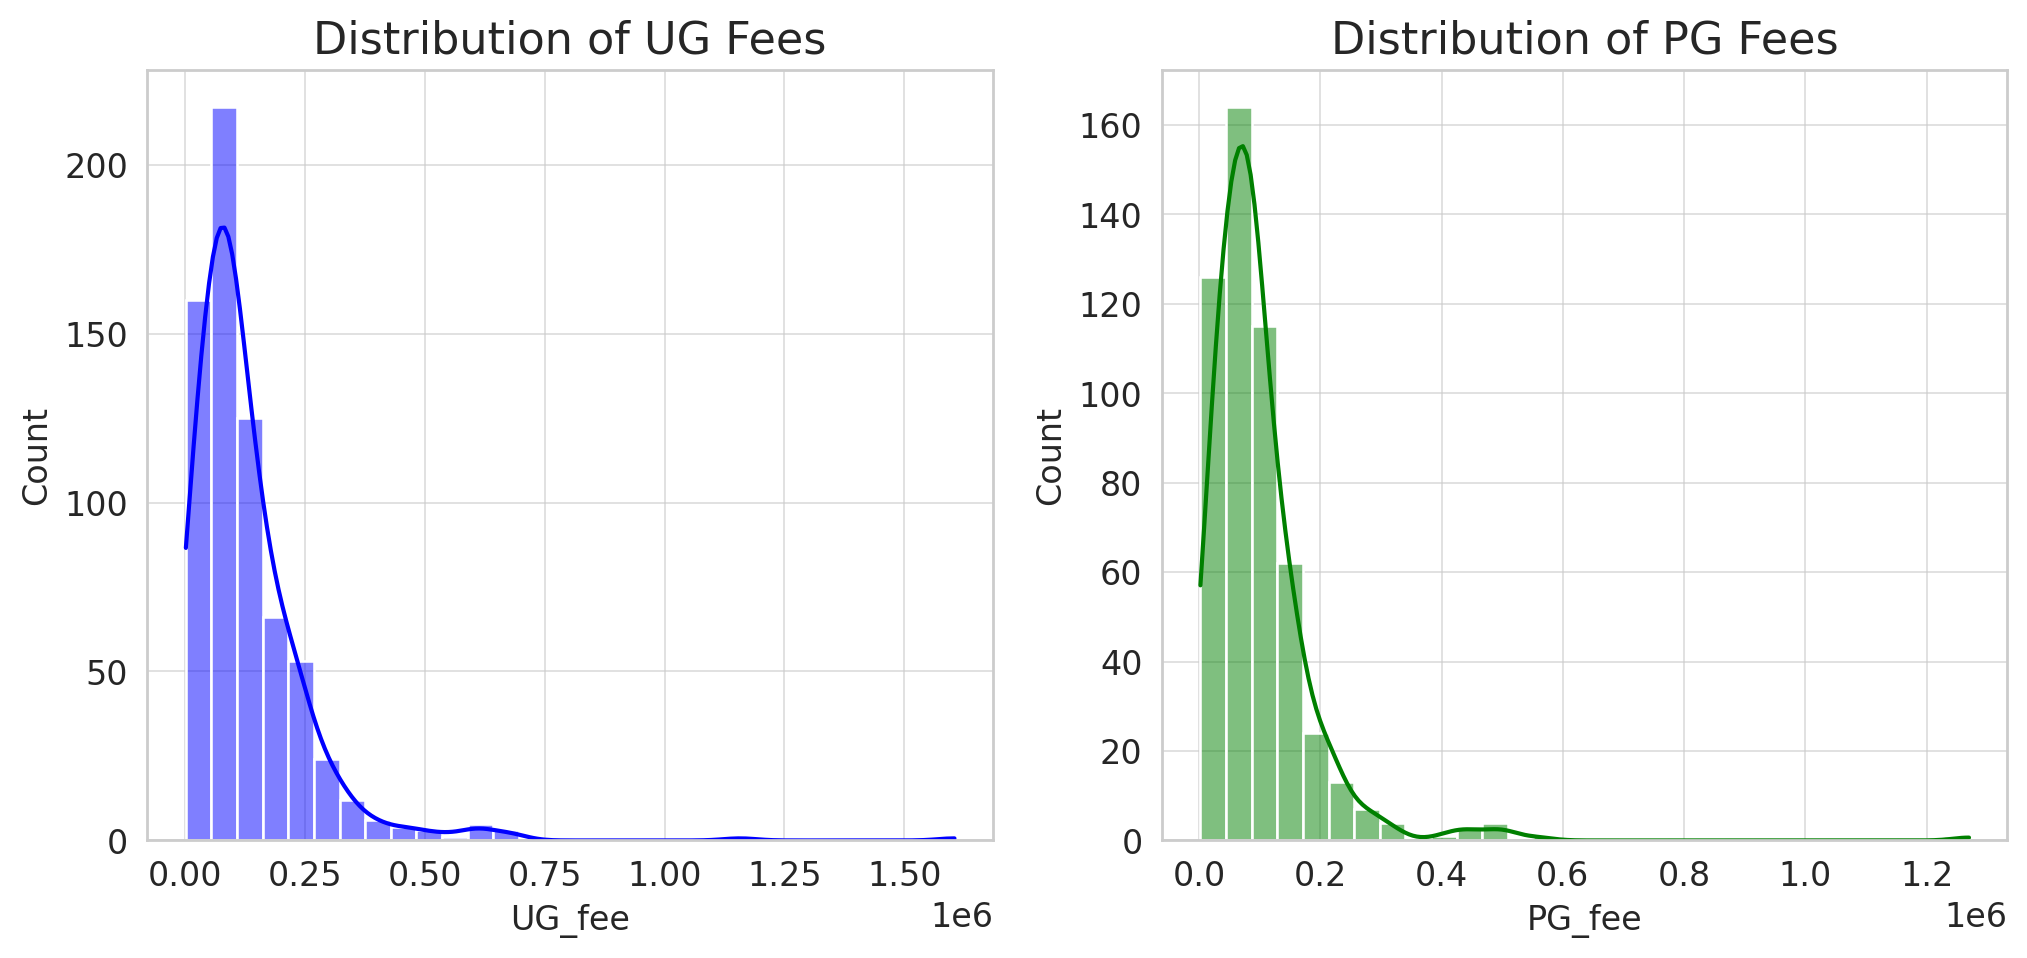 Distribution of UG Fees
Count
200
150
100
50
0
0.00 0.25 0.50 0.75 1.00 1.25 1.50
1e6
UG_fee
Distribution of PG Fees
Count
160
140
120
100
80
60
40
20
0
0.0 0.2 0.4 0.6 0.8 1.0 1.2
1e6
PG_fee